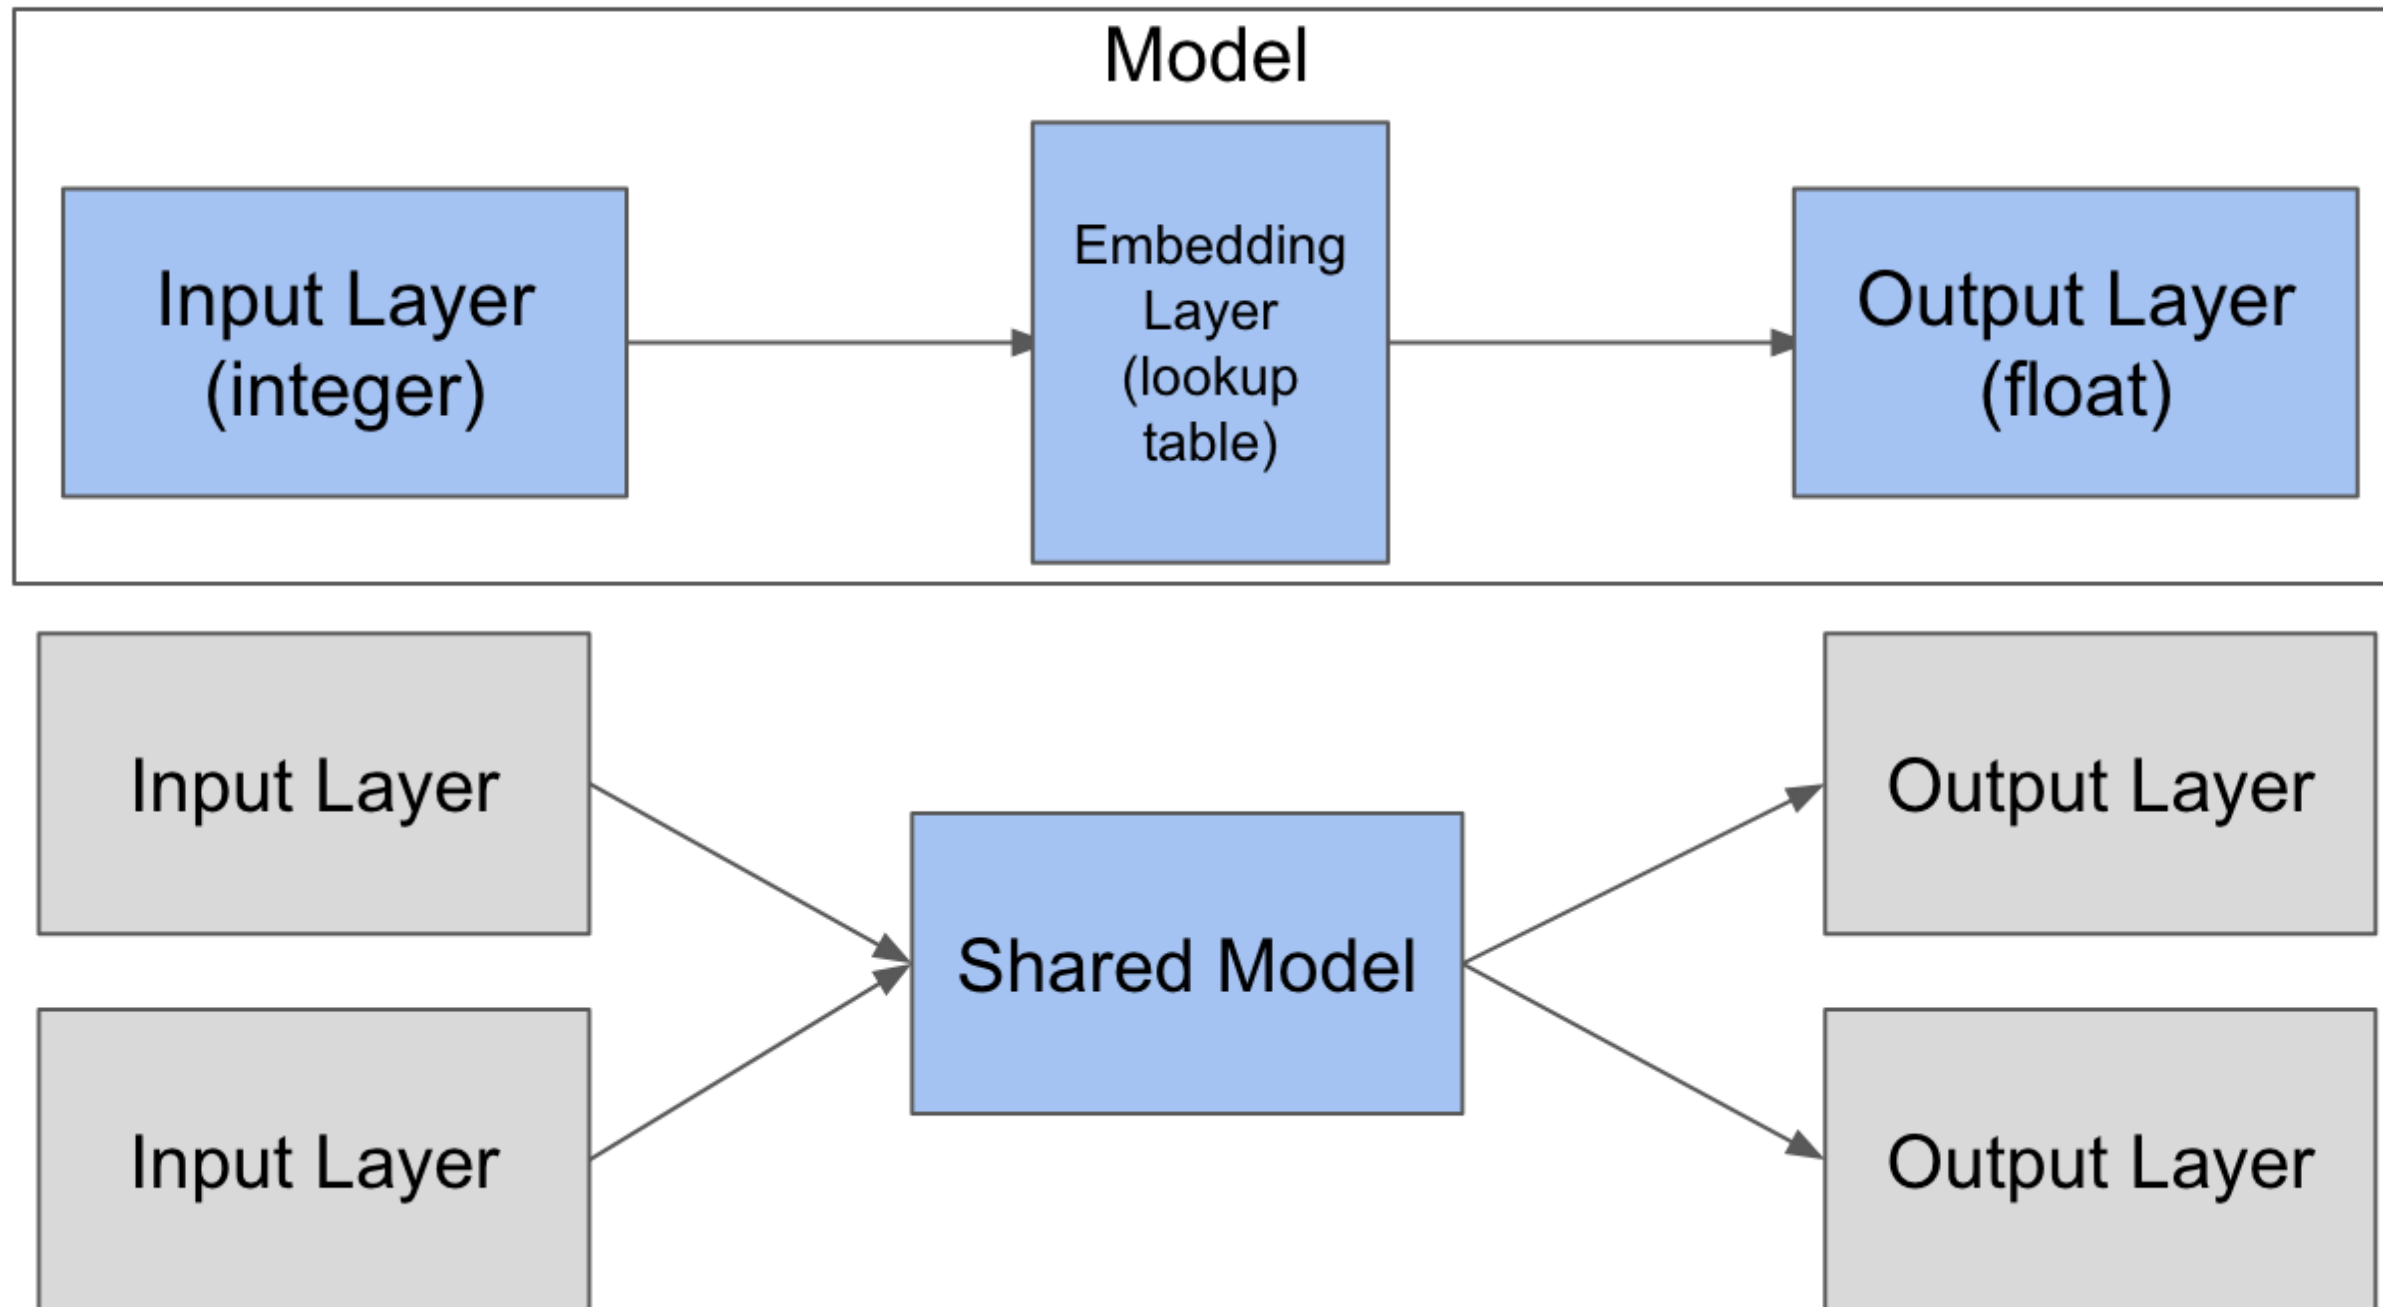 Model
Input Layer
(integer)
Embedding
Layer
(lookup
table)
Output Layer
(float)
Input Layer
Output Layer
Shared Model
Input Layer
Output Layer